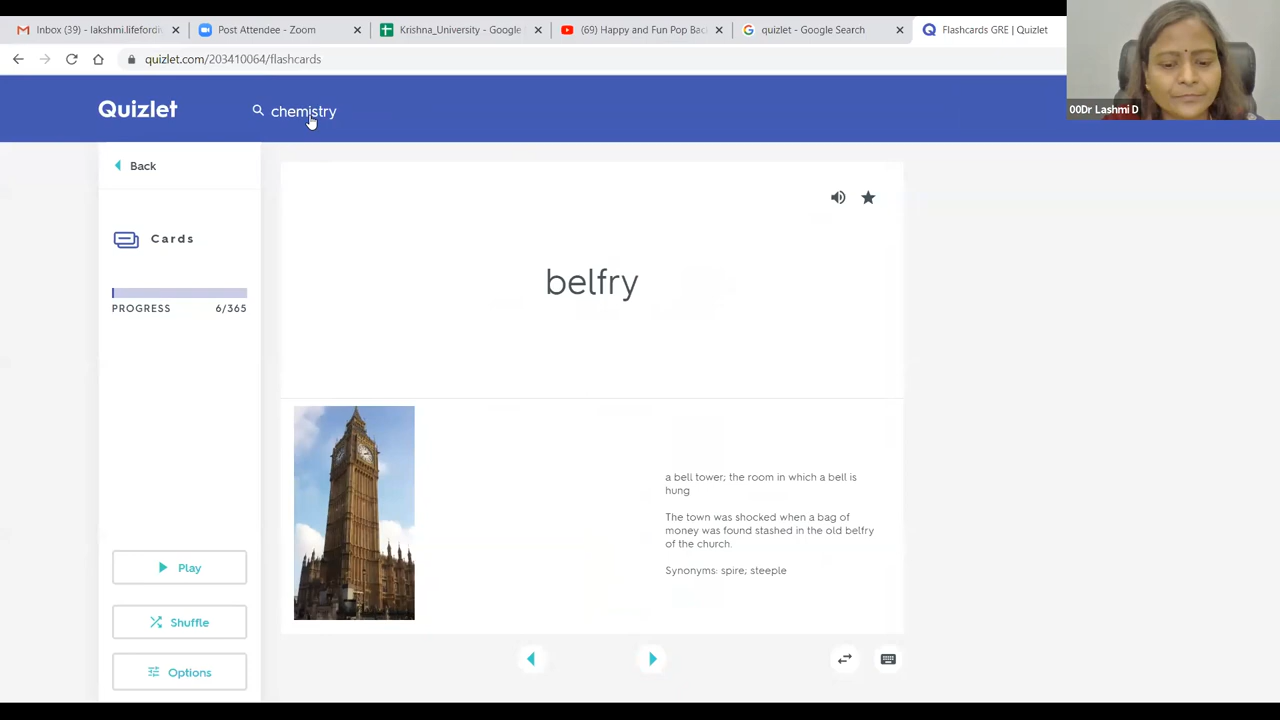 Inbox (39) - lakshmi.lifefordiv
Post Attendee - Zoom
Krishna_University - Google
(69) Happy and Fun Pop Bac
quizlet - Google Search
Flashcards GRE | Quizlet
quizlet.com/203410064/flashcards
00Dr Lashmi D
Quizlet
chemistry
Back
Cards
PROGRESS 6/365
belfry
a bell tower; the room in which a bell is
hung
The town was shocked when a bag of
money was found stashed in the old belfry
of the church.
Synonyms: spire; steeple
Play
Shuffle
Options